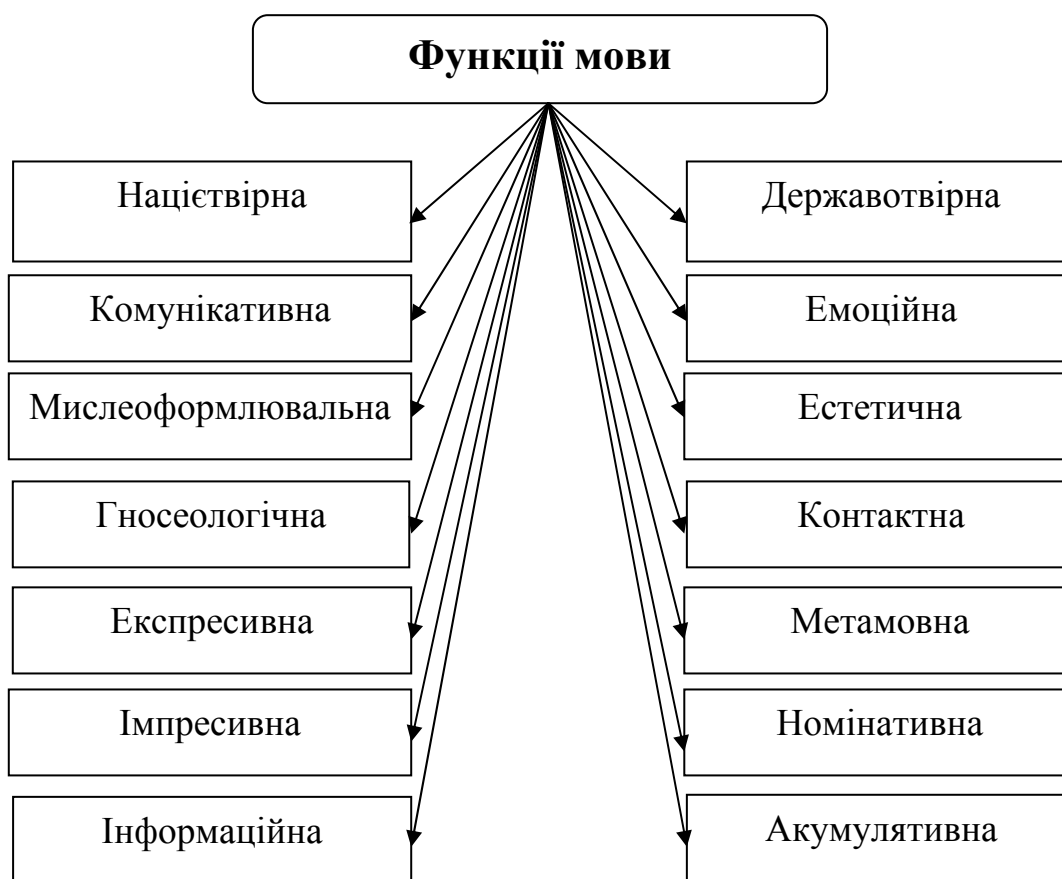 Функції мови
Націєтвірна
Державотвірна
Комунікативна
Емоційна
Мислеоформлювальна
Естетична
Гносеологічна
Контактна
Експресивна
Метамовна
Імпресивна
Номінативна
Інформаційна
Акумулятивна